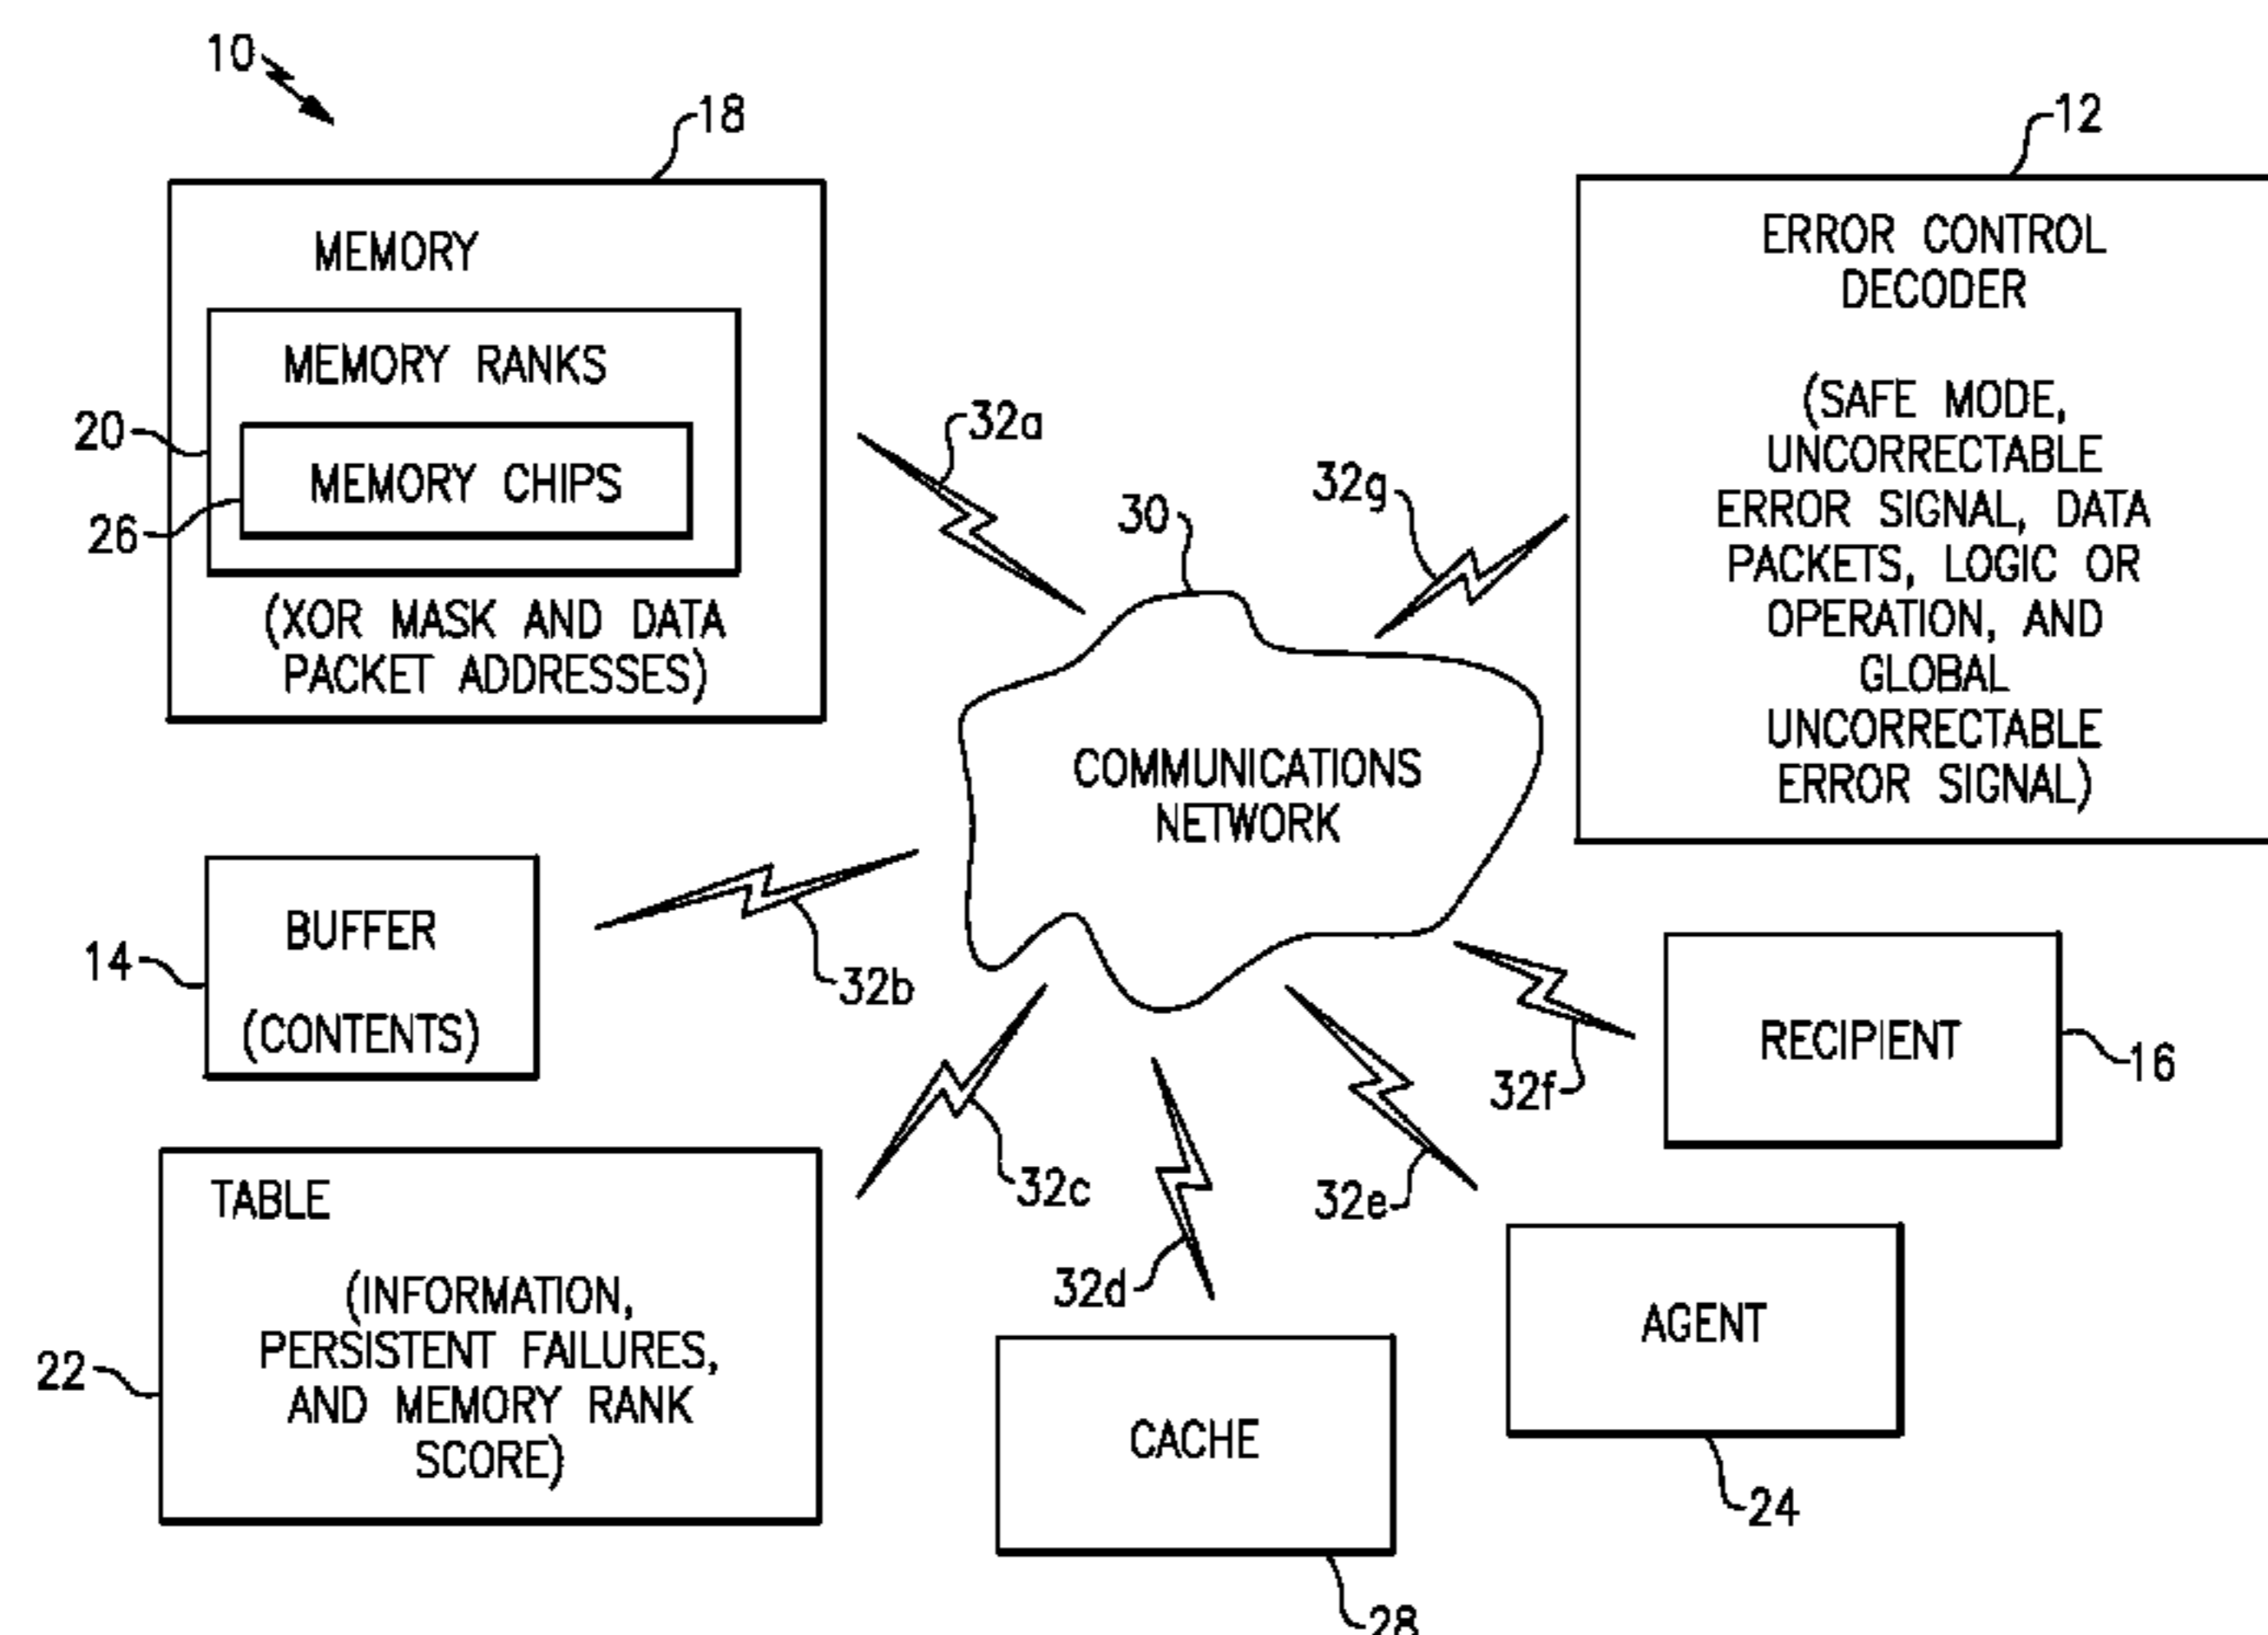 10
18
12
MEMORY
MEMORY RANKS
20
MEMORY CHIPS
26
(XOR MASK AND DATA
PACKET ADDRESSES)
32a
30
32g
ERROR CONTROL
DECODER
(SAFE MODE,
UNCORRECTABLE
ERROR SIGNAL, DATA
PACKETS, LOGIC OR
OPERATION, AND
GLOBAL
UNCORRECTABLE
ERROR SIGNAL)
COMMUNICATIONS
NETWORK
BUFFER
14
(CONTENTS)
32b
RECIPIENT
16
32f
32c
32e
32d
TABLE
(INFORMATION,
PERSISTENT FAILURES,
AND MEMORY RANK
SCORE)
22
AGENT
24
CACHE
28